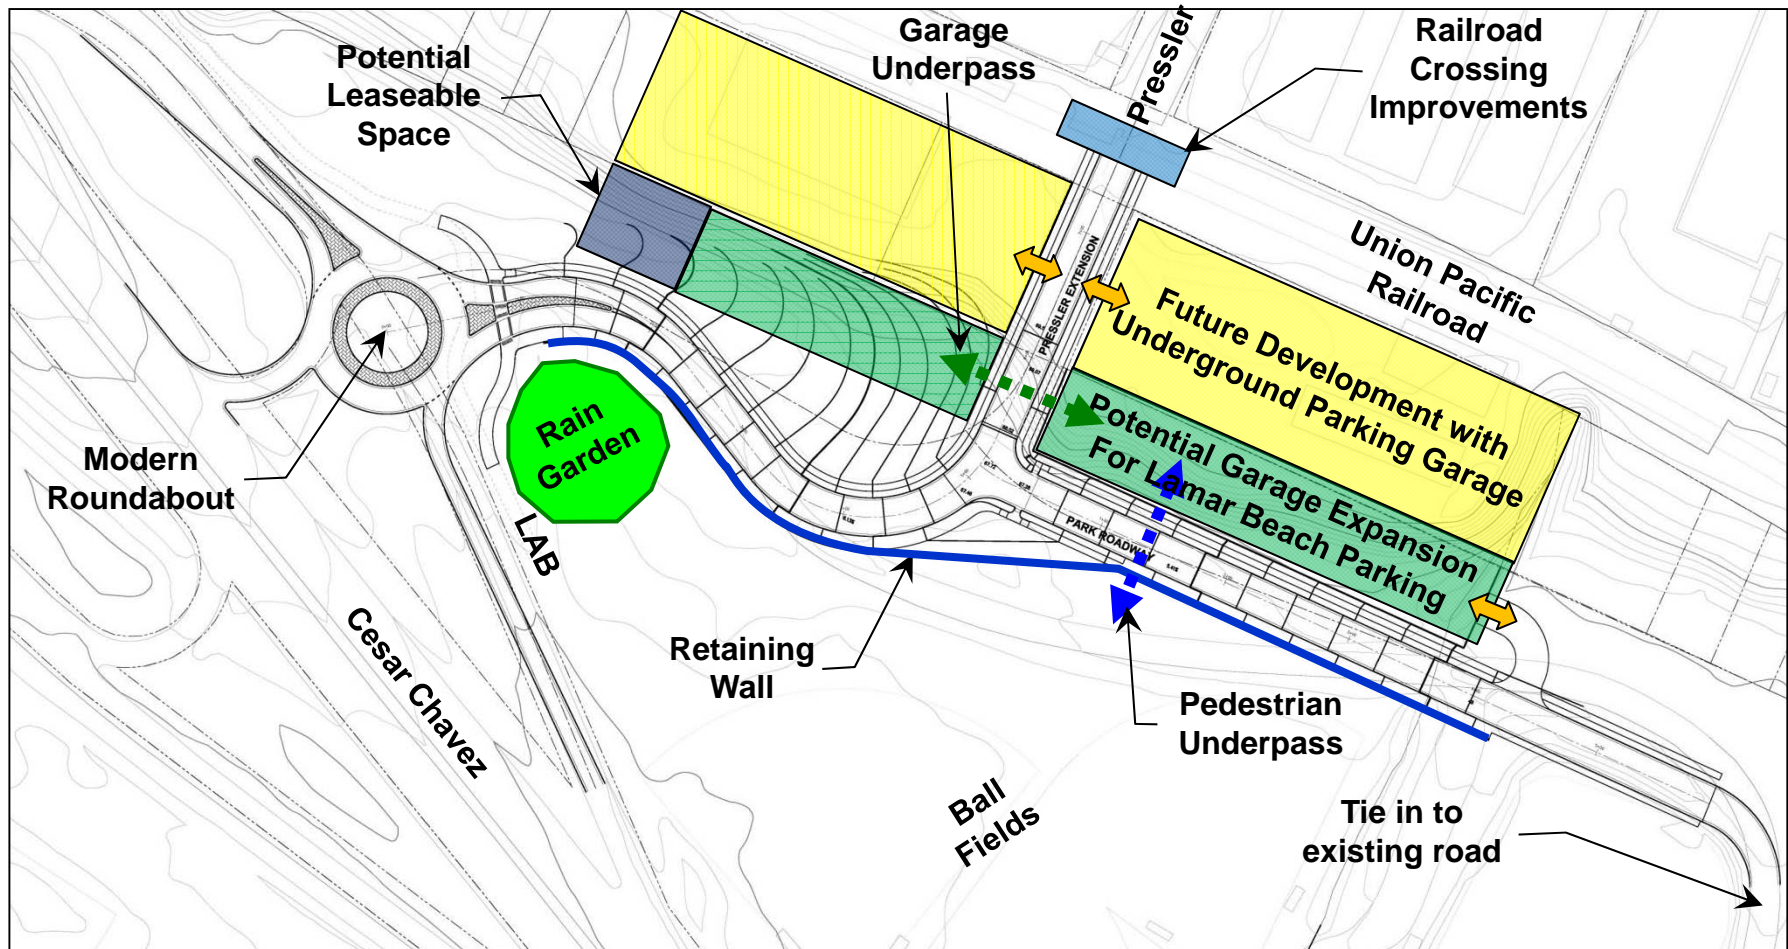 Potential
Leaseable
Space
Garage
Underpass
Pressler
Railroad
Crossing
Improvements
Union Pacific
Railroad
PRESSLER EXTENSION
Future Development with
Underground Parking Garage
Potential Garage Expansion
For Lamar Beach Parking
Rain
Garden
Modern
Roundabout
LAB
PARK ROADWAY
Cesar Chavez
Retaining
Wall
Pedestrian
Underpass
Ball
Fields
Tie in to
existing road